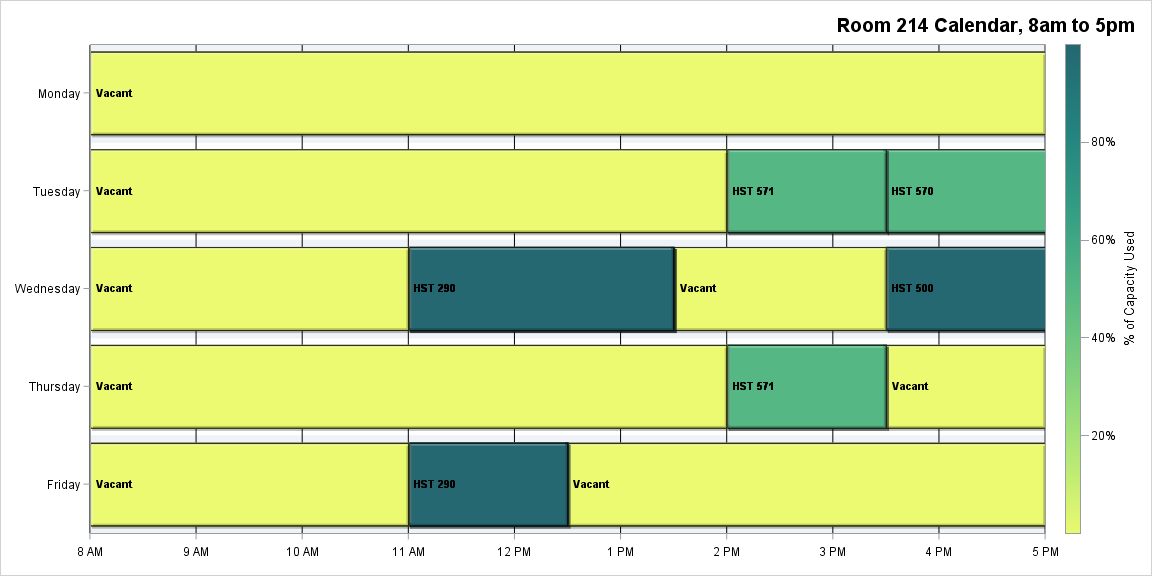 Room 214 Calendar, 8am to 5pm
Monday
Vacant
Tuesday
Vacant
HST 571
HST 570
Wednesday
Vacant
HST 290
Vacant
HST 500
Thursday
Vacant
HST 571
Vacant
Friday
Vacant
HST 290
Vacant
8 AM
9 AM
10 AM
11 AM
12 PM
1 PM
2 PM
3 PM
4 PM
5 PM
80%
60%
40%
20%
% of Capacity Used